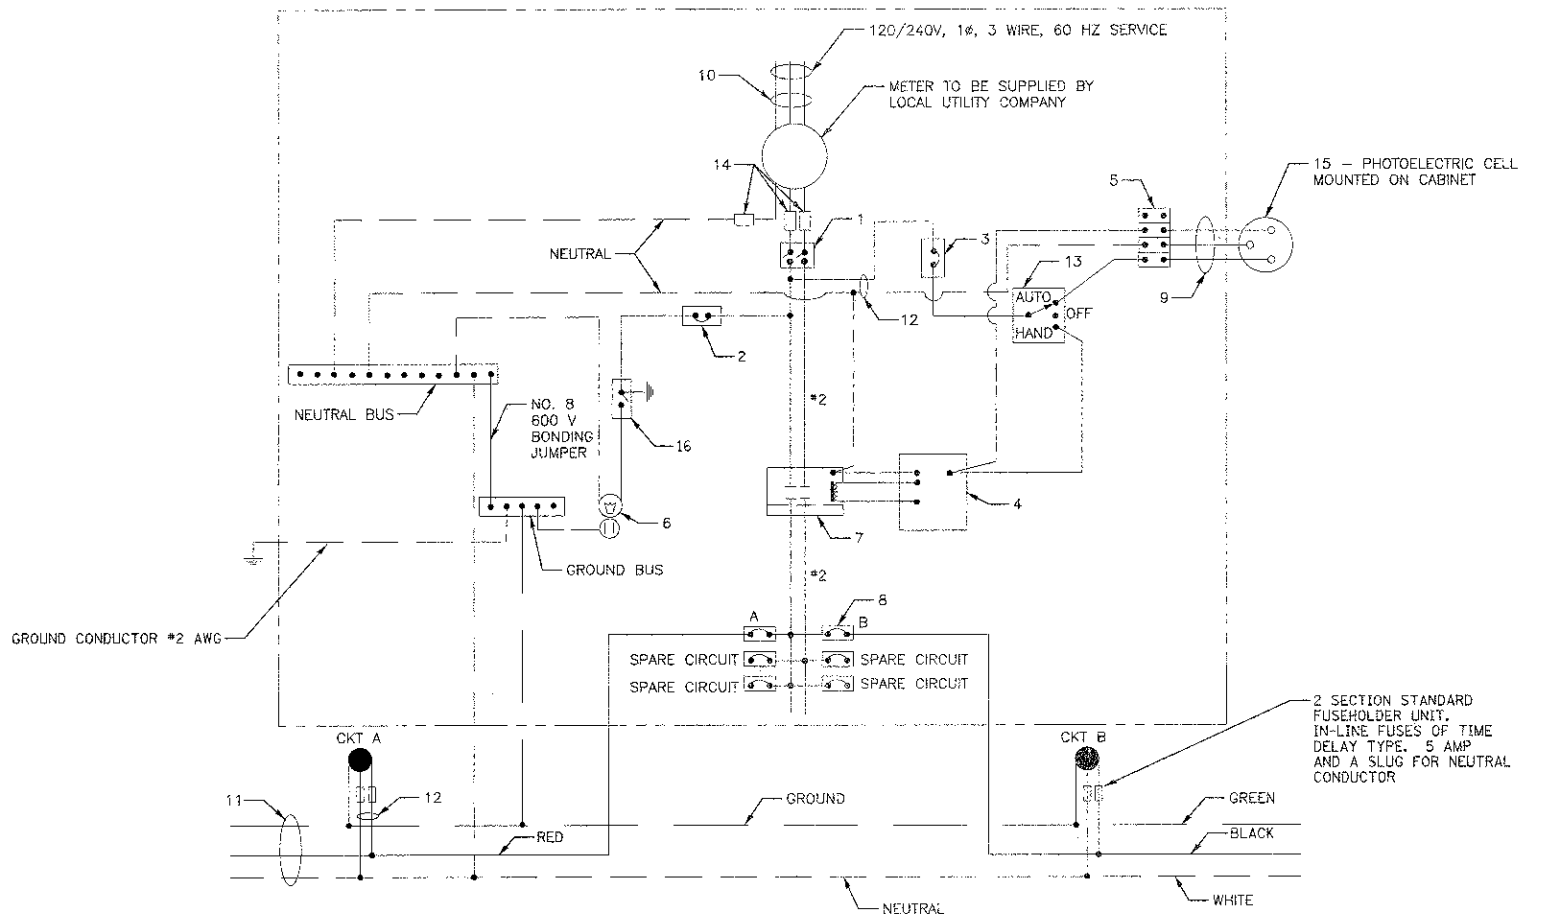 120/240V, 1ø, 3 WIRE, 60 HZ SERVICE
10
METER TO BE SUPPLIED BY
LOCAL UTILITY COMPANY
14
15 - PHOTOELECTRIC CELL
MOUNTED ON CABINET
5
1
3
NEUTRAL
13
9
AUTO
OFF
HAND
12
2
#2
NEUTRAL BUS
NO. 8
600 V
BONDING
JUMPER
16
4
6
7
GROUND BUS
#2
GROUND CONDUCTOR #2 AWG
8
A
B
SPARE CIRCUIT
SPARE CIRCUIT
SPARE CIRCUIT
SPARE CIRCUIT
2 SECTION STANDARD
FUSEHOLDER UNIT.
IN-LINE FUSES OF TIME
DELAY TYPE. 5 AMP
AND A SLUG FOR NEUTRAL
CONDUCTOR
CKT A
CKT B
11
12
GROUND
GREEN
RED
BLACK
NEUTRAL
WHITE